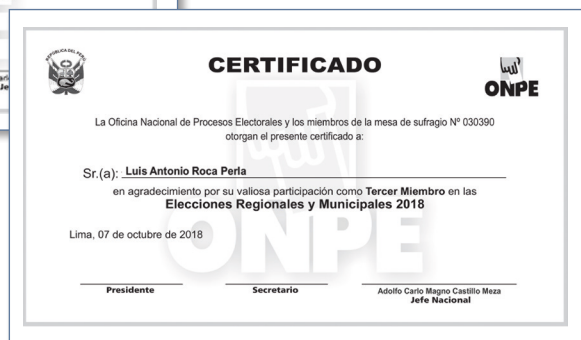 REPUBLICA DEL PERU
CERTIFICADO
ONPE
La Oficina Nacional de Procesos Electorales y los miembros de la mesa de sufragio Nº 030390
otorgan el presente certificado a:
Sr.(a): Luis Antonio Roca Perla
en agradecimiento por su valiosa participación como Tercer Miembro en las
Elecciones Regionales y Municipales 2018
Lima, 07 de octubre de 2018
ONPE
Presidente
Secretario
Adolfo Carlo Magno Castillo Meza
Jefe Nacional